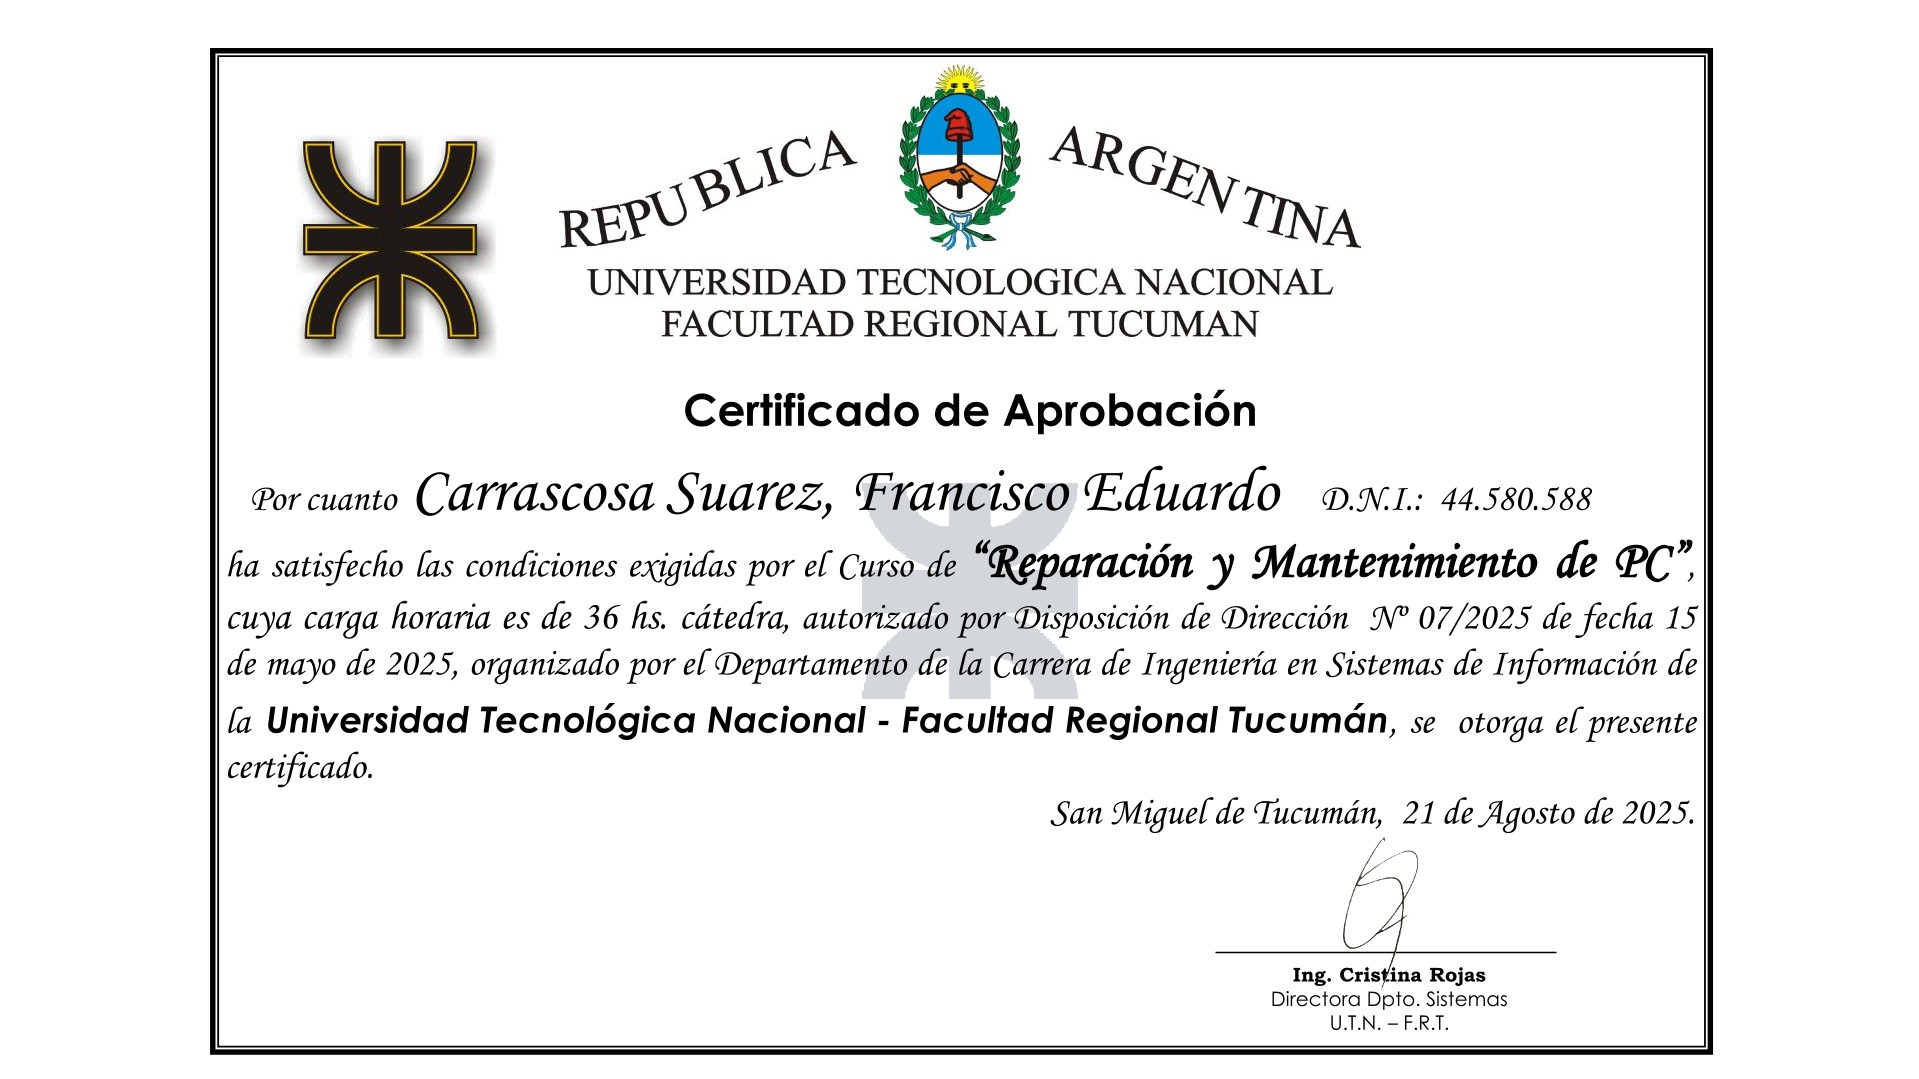 REPUBLICA ARGENTINA
UNIVERSIDAD TECNOLOGICA NACIONAL
FACULTAD REGIONAL TUCUMAN
Certificado de Aprobación
Por cuanto Carrascosa Suarez, Francisco Eduardo D.N.I.: 44.580.588
ha satisfecho las condiciones exigidas por el Curso de “Reparación y Mantenimiento de PC”,
cuya carga horaria es de 36 hs. cátedra, autorizado por Disposición de Dirección Nº 07/2025 de fecha 15
de mayo de 2025, organizado por el Departamento de la Carrera de Ingeniería en Sistemas de Información de
la Universidad Tecnológica Nacional - Facultad Regional Tucumán, se otorga el presente
certificado.
San Miguel de Tucumán, 21 de Agosto de 2025.
Ing. Cristina Rojas
Directora Dpto. Sistemas
U.T.N. – F.R.T.